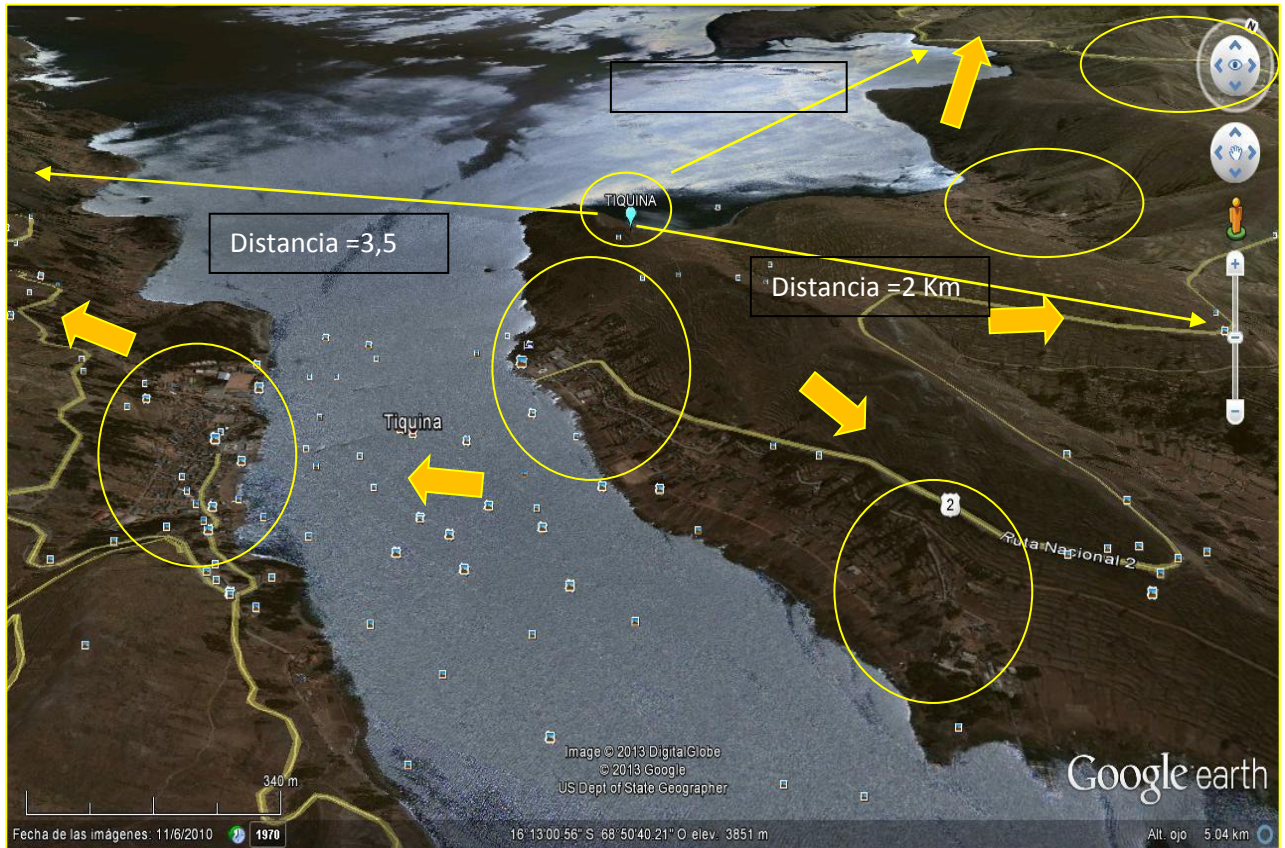 N
TIQUINA
Distancia =3,5
Distancia =2 Km
Tiquina
2
Ruta Nacional 2
Image © 2013 DigitalGlobe
© 2013 Google
US Dept of State Geographer
Google earth
340 m
Fecha de las imágenes: 11/6/2010 1970 16°13'00.56" S 68°50'40.21" O elev. 3851 m Alt. ojo 5.04 km